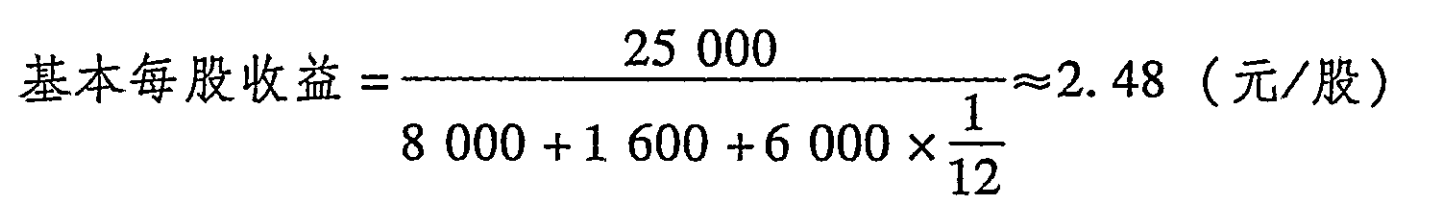 基本每股收益 = 25 000 / (8 000 + 1 600 + 6 000 × 1/12) ≈ 2.48 (元/股)